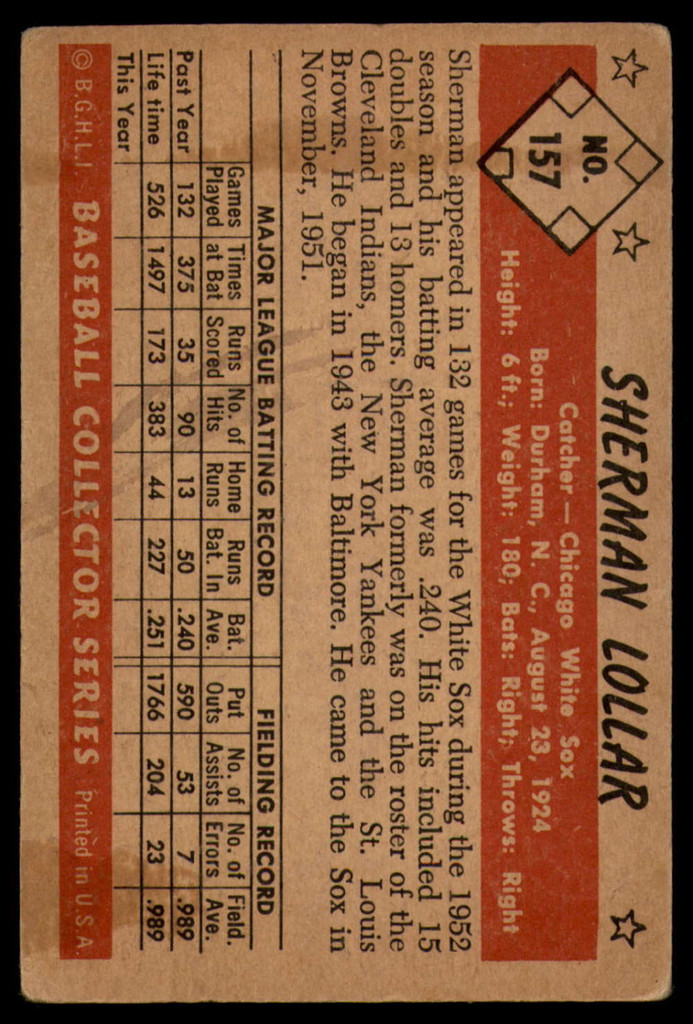 SHERMAN LOLLAR
NO.
157
Catcher — Chicago White Sox
Born: Durham, N. C., August 23, 1924
Height: 6 ft.; Weight: 180; Bats: Right; Throws: Right
Sherman appeared in 132 games for the White Sox during the 1952
season and his batting average was .240. His hits included 15
doubles and 13 homers. Sherman formerly was on the roster of the
Cleveland Indians, the New York Yankees and the St. Louis
Browns. He began in 1943 with Baltimore. He came to the Sox in
November, 1951.
MAJOR LEAGUE BATTING RECORD FIELDING RECORD
Games Times Runs No. of Home Runs Bat. Put No. of No. of Field.
Played at Bat Scored Hits Runs Bat. In Ave. Outs Assists Errors Ave.
Past Year 132 375 35 90 13 50 .240 590 53 7 .989
Life time 526 1497 173 383 44 227 .251 1766 204 23 .989
This Year
© B.G.H.L.I. BASEBALL COLLECTOR SERIES Printed in U.S.A.